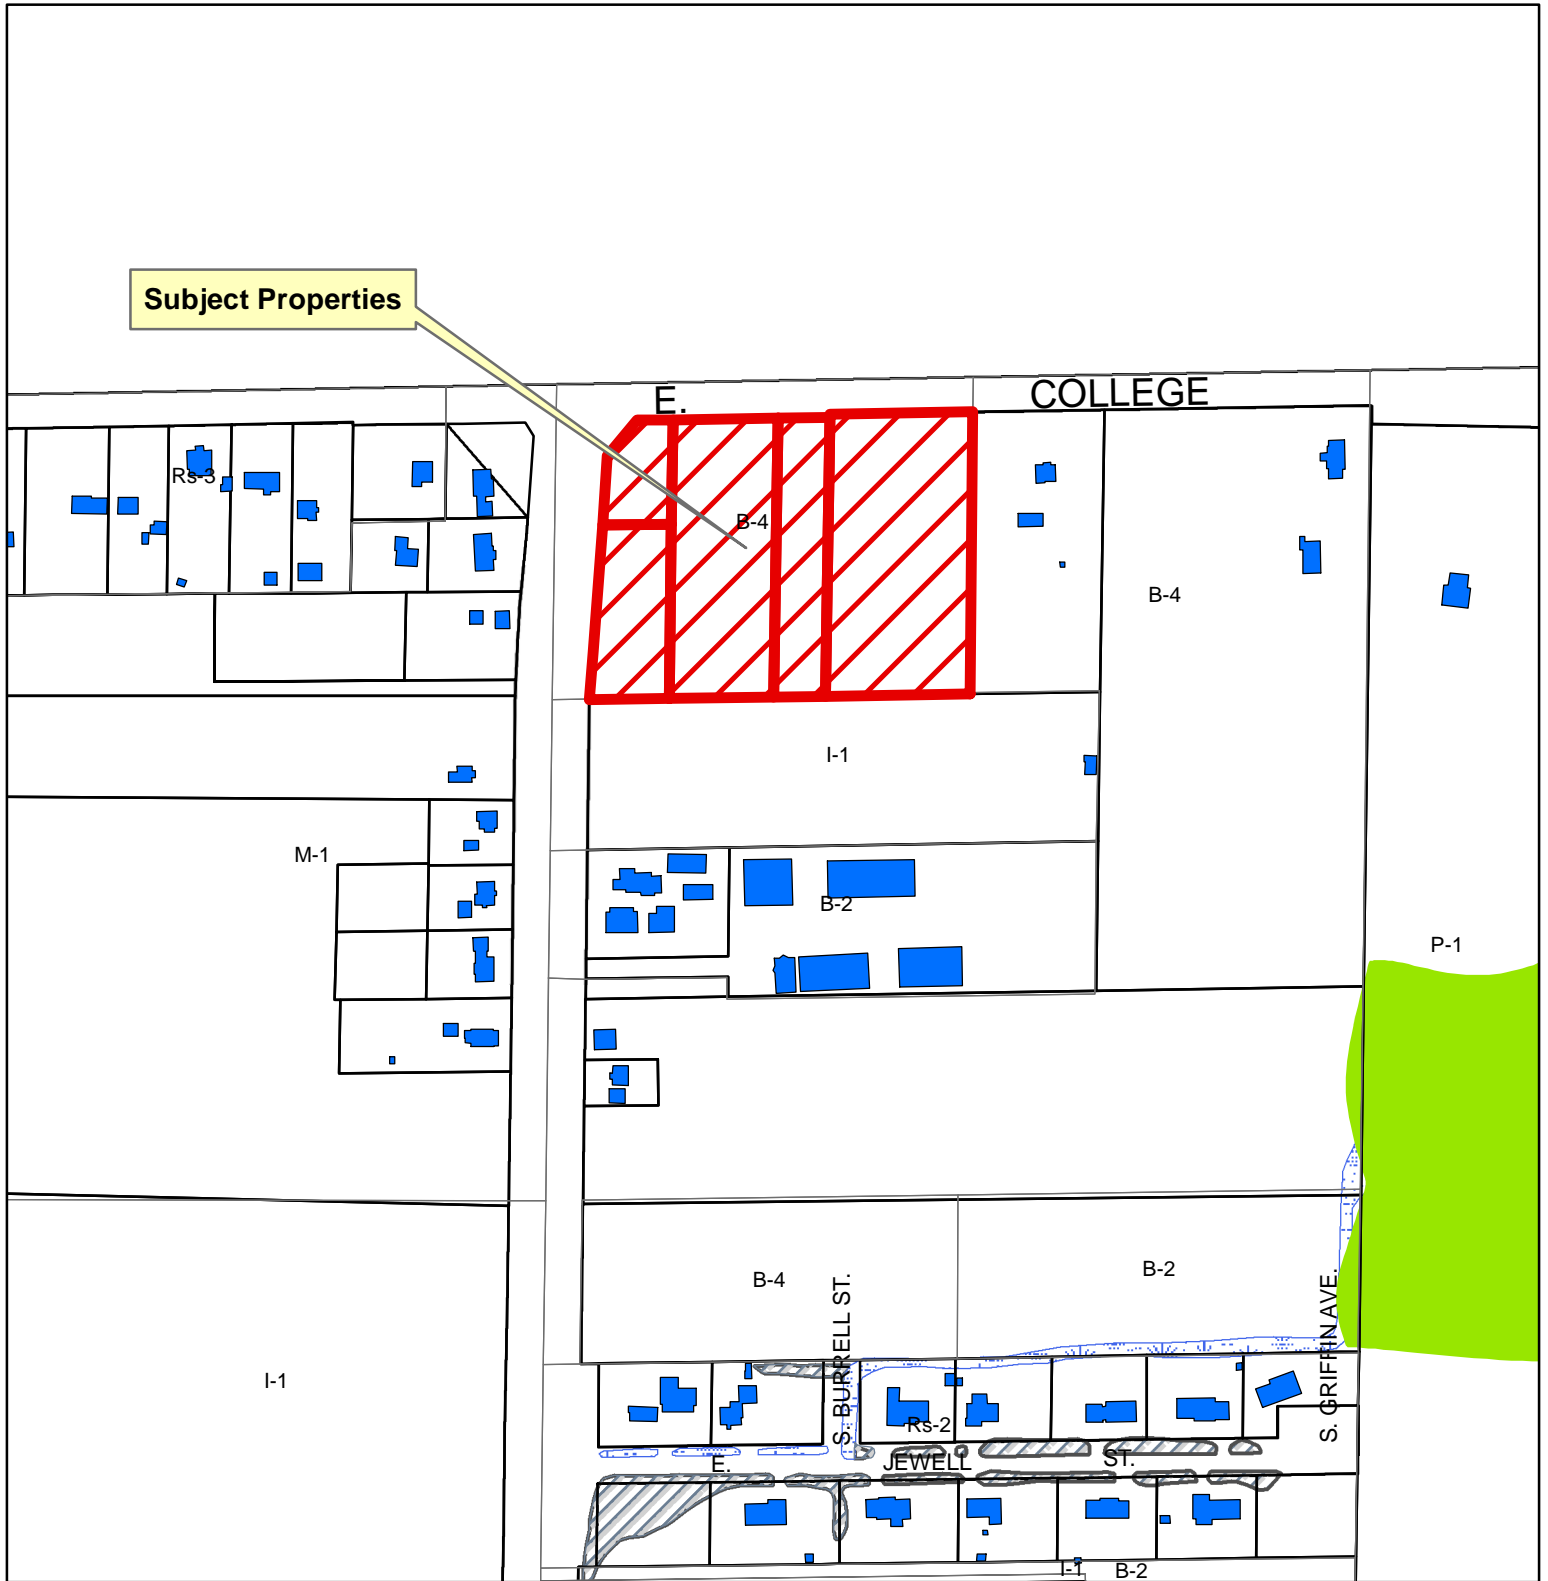 Subject Properties
E. COLLEGE
Rs-3
B-4
B-4
I-1
M-1
B-2
P-1
B-4
B-2
S. BURRELL ST.
S. GRIFFIN AVE.
I-1
Rs-2
E. JEWELL ST.
I-1
B-2